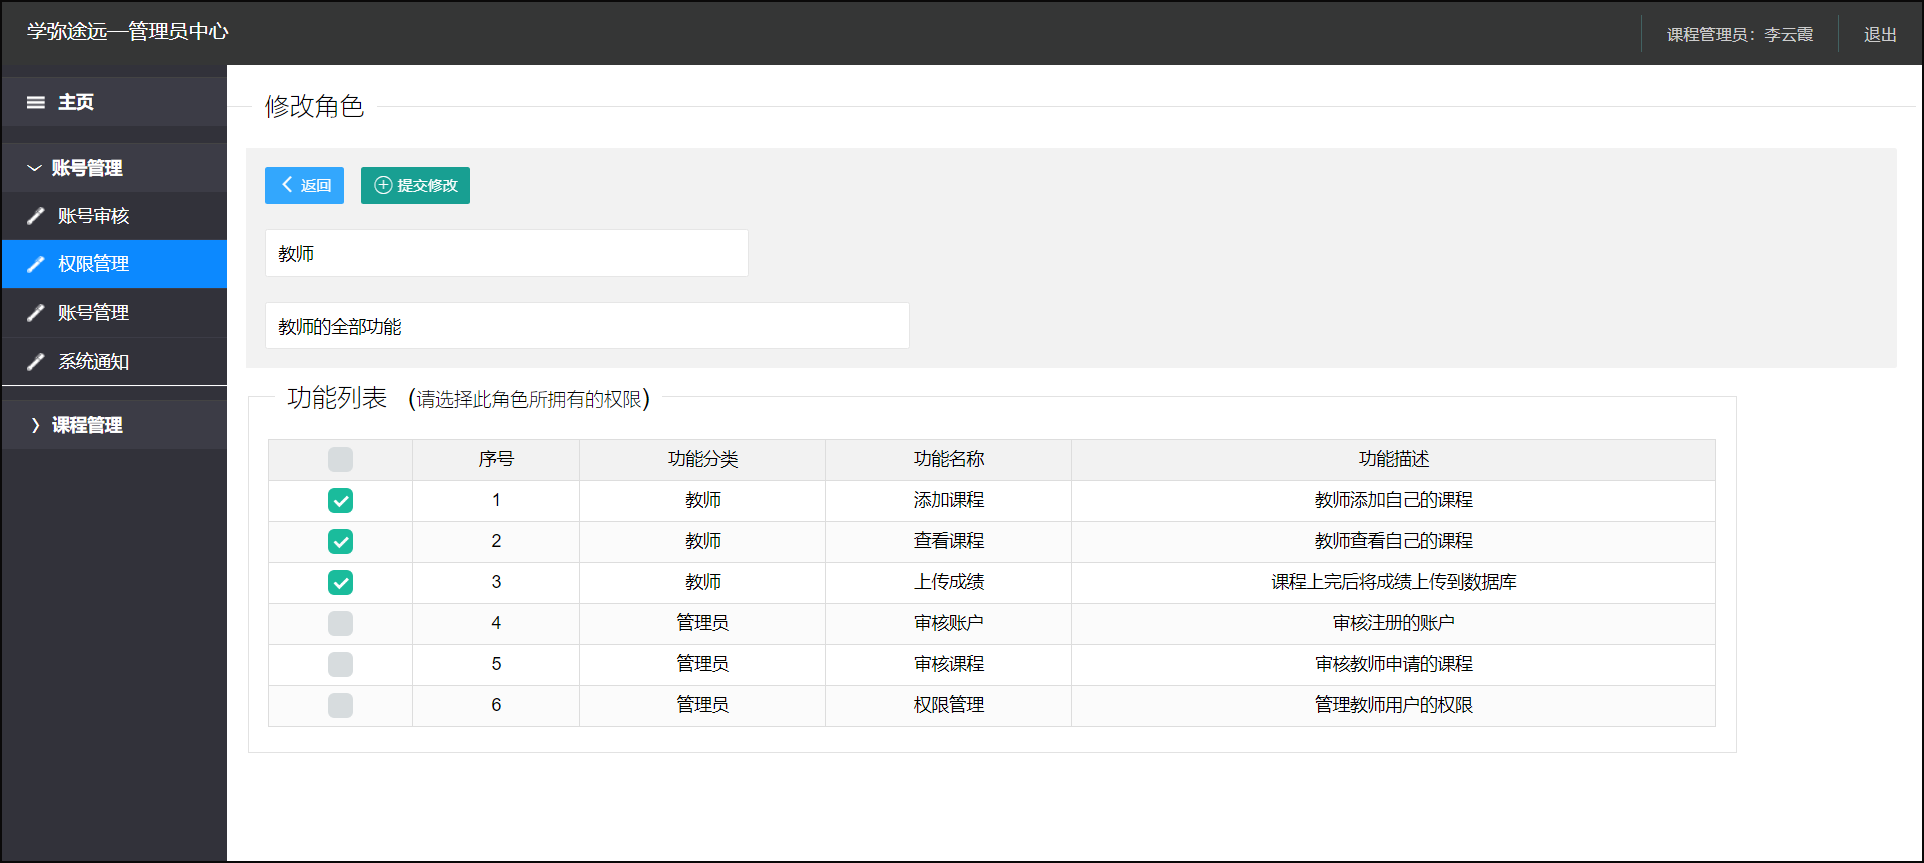 学弥途远—管理员中心
课程管理员：李云霞
退出
主页
账号管理
账号审核
权限管理
账号管理
系统通知
课程管理
修改角色
返回
提交修改
教师
教师的全部功能
功能列表 (请选择此角色所拥有的权限)
序号 功能分类 功能名称 功能描述
1 教师 添加课程 教师添加自己的课程
2 教师 查看课程 教师查看自己的课程
3 教师 上传成绩 课程上完后将成绩上传到数据库
4 管理员 审核账户 审核注册的账户
5 管理员 审核课程 审核教师申请的课程
6 管理员 权限管理 管理教师用户的权限